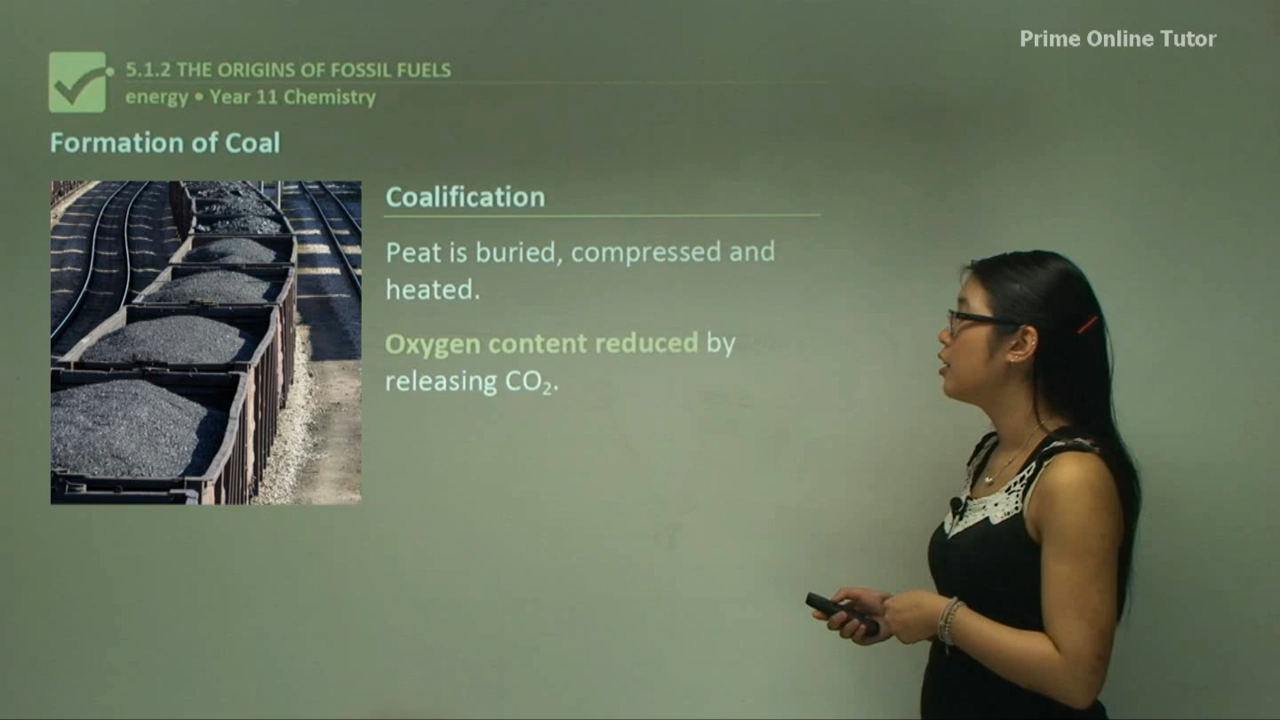 Prime Online Tutor
5.1.2 THE ORIGINS OF FOSSIL FUELS
energy • Year 11 Chemistry
Formation of Coal
Coalification
Peat is buried, compressed and
heated.
Oxygen content reduced by
releasing CO₂.